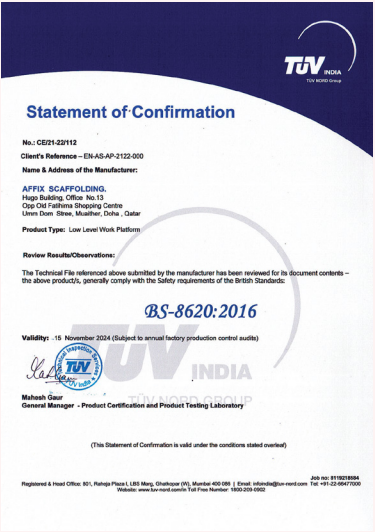 TÜV
INDIA
TÜV NORD Group
Statement of Confirmation
No.: CE/21-22/112
Client's Reference – EN-AS-AP-2122-000
Name & Address of the Manufacturer:
AFFIX SCAFFOLDING.
Hugo Building, Office No.13
Opp Old Fatihima Shopping Centre
Umm Dom Stree, Muaither, Doha , Qatar
Product Type: Low Level Work Platform
Review Results/Observations:
The Technical File referenced above submitted by the manufacturer has been reviewed for its document contents –
the above product/s, generally comply with the Safety requirements of the British Standards:
BS-8620:2016
Validity: 15 November 2024 (Subject to annual factory production control audits)
Technical Inspection Services
TÜV
India
TÜV INDIA
TÜV NORD GROUP
Mahesh Gaur
General Manager - Product Certification and Product Testing Laboratory
(This Statement of Confirmation is valid under the conditions stated overleaf)
Job no: 8119218584
Registered & Head Office: 801, Raheja Plaza I, LBS Marg, Ghatkopar (W), Mumbai 400 086 | Email: infoindia@tuv-nord.com Tel: +91-22-66477000
Website: www.tuv-nord.com/in Toll Free Number: 1800-209-0902